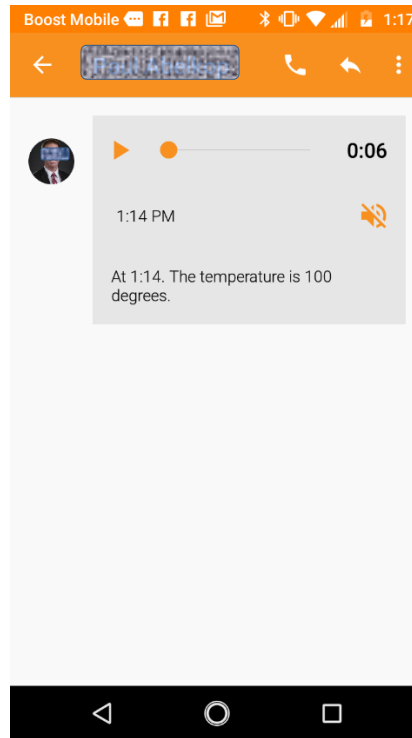 Boost Mobile 1:17
0:06
1:14 PM
At 1:14. The temperature is 100
degrees.